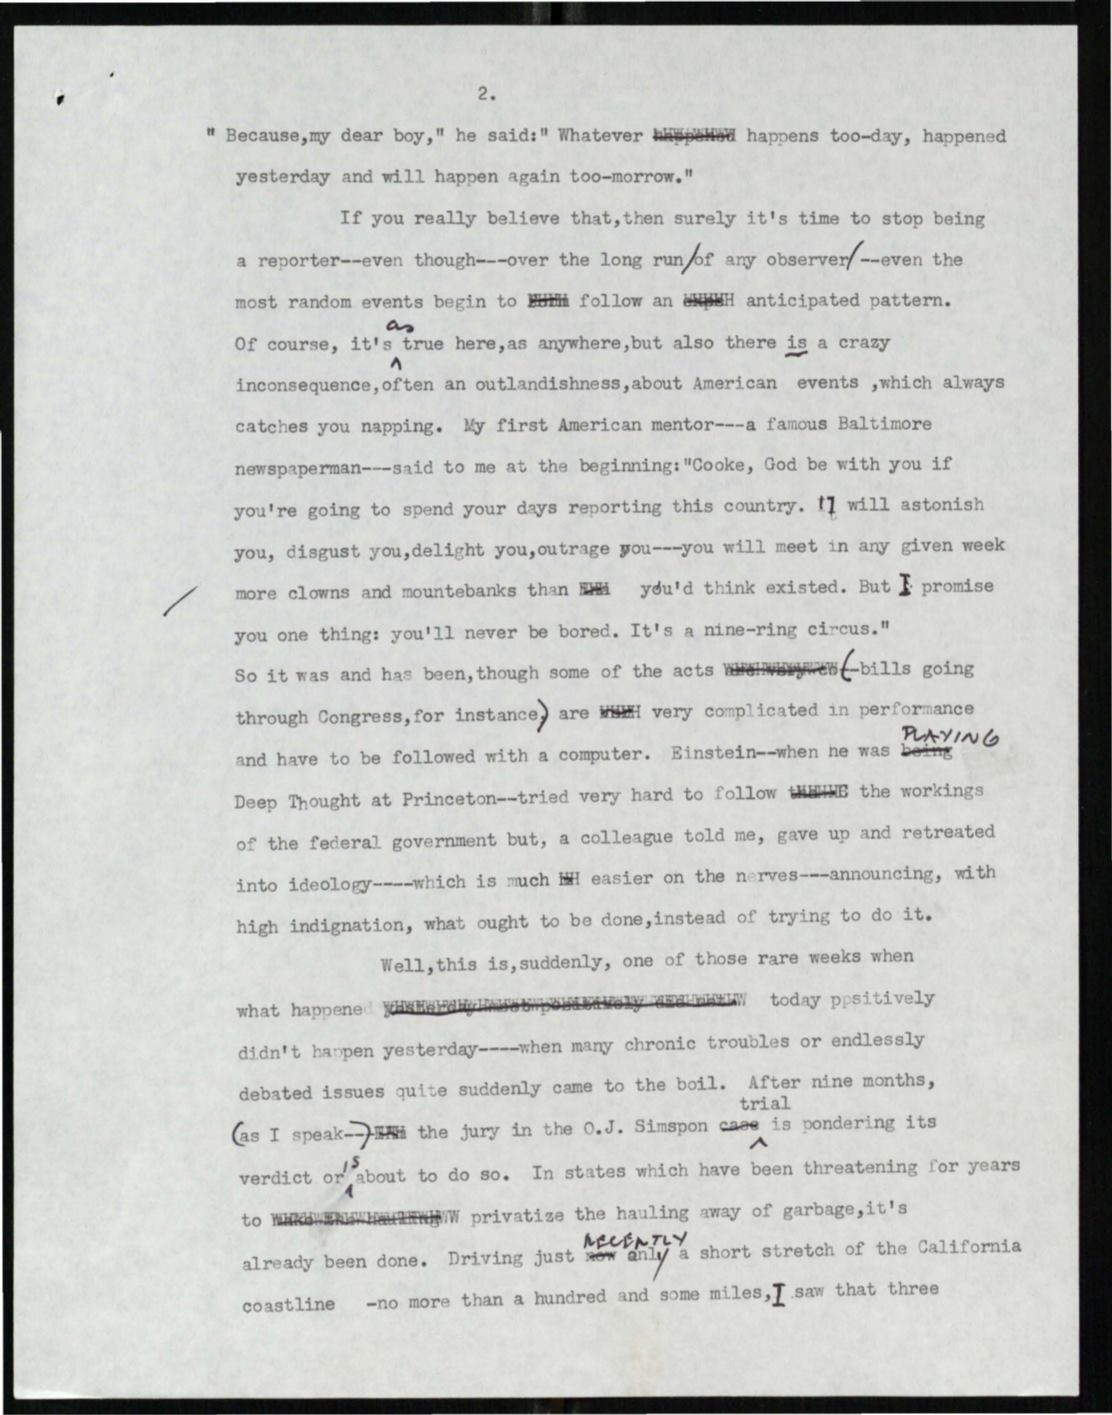 2.
" Because,my dear boy," he said:" Whatever happened happens too-day, happened
yesterday and will happen again too-morrow."
If you really believe that,then surely it's time to stop being
a reporter--even though---over the long run/of any observer/--even the
most random events begin to follow an anticipated pattern.
as
Of course, it's true here,as anywhere,but also there is a crazy
inconsequence,often an outlandishness,about American events ,which always
catches you napping. My first American mentor---a famous Baltimore
newspaperman---said to me at the beginning:"Cooke, God be with you if
you're going to spend your days reporting this country. It will astonish
you, disgust you,delight you,outrage you---you will meet in any given week
more clowns and mountebanks than you'd think existed. But I promise
you one thing: you'll never be bored. It's a nine-ring circus."
So it was and has been,though some of the acts (-bills going
through Congress,for instance) are very complicated in performance
PLAYING
and have to be followed with a computer. Einstein--when he was being
Deep Thought at Princeton--tried very hard to follow the workings
of the federal government but, a colleague told me, gave up and retreated
into ideology----which is much easier on the nerves---announcing, with
high indignation, what ought to be done,instead of trying to do it.
Well,this is,suddenly, one of those rare weeks when
what happened today positively
didn't happen yesterday----when many chronic troubles or endlessly
debated issues quite suddenly came to the boil. After nine months,
trial
(as I speak--) the jury in the O.J. Simspon case is pondering its
is
verdict or about to do so. In states which have been threatening for years
to privatize the hauling away of garbage,it's
RECENTLY
already been done. Driving just now only a short stretch of the California
coastline -no more than a hundred and some miles,I saw that three